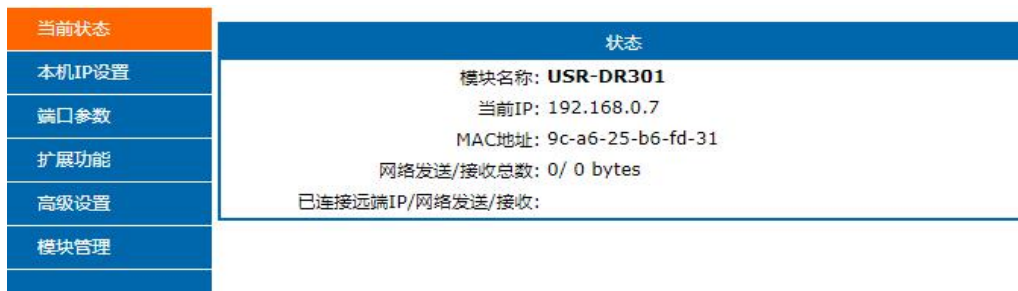 当前状态
本机IP设置
端口参数
扩展功能
高级设置
模块管理
状态
模块名称: USR-DR301
当前IP: 192.168.0.7
MAC地址: 9c-a6-25-b6-fd-31
网络发送/接收总数: 0/ 0 bytes
已连接远端IP/网络发送/接收: